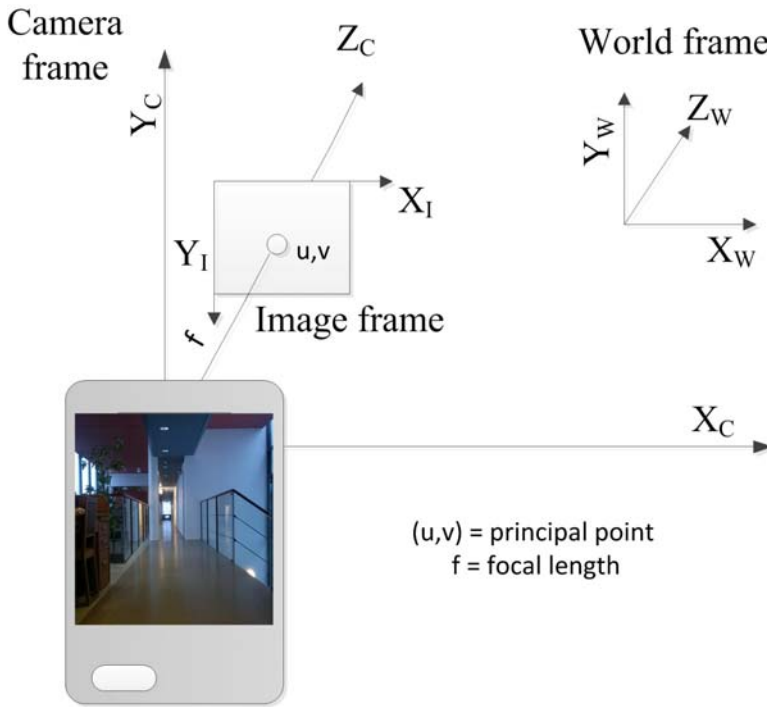 Camera
frame
Y_C
Z_C
World frame
Y_W
Z_W
X_W
X_I
Y_I
u,v
f
Image frame
X_C
(u,v) = principal point
f = focal length